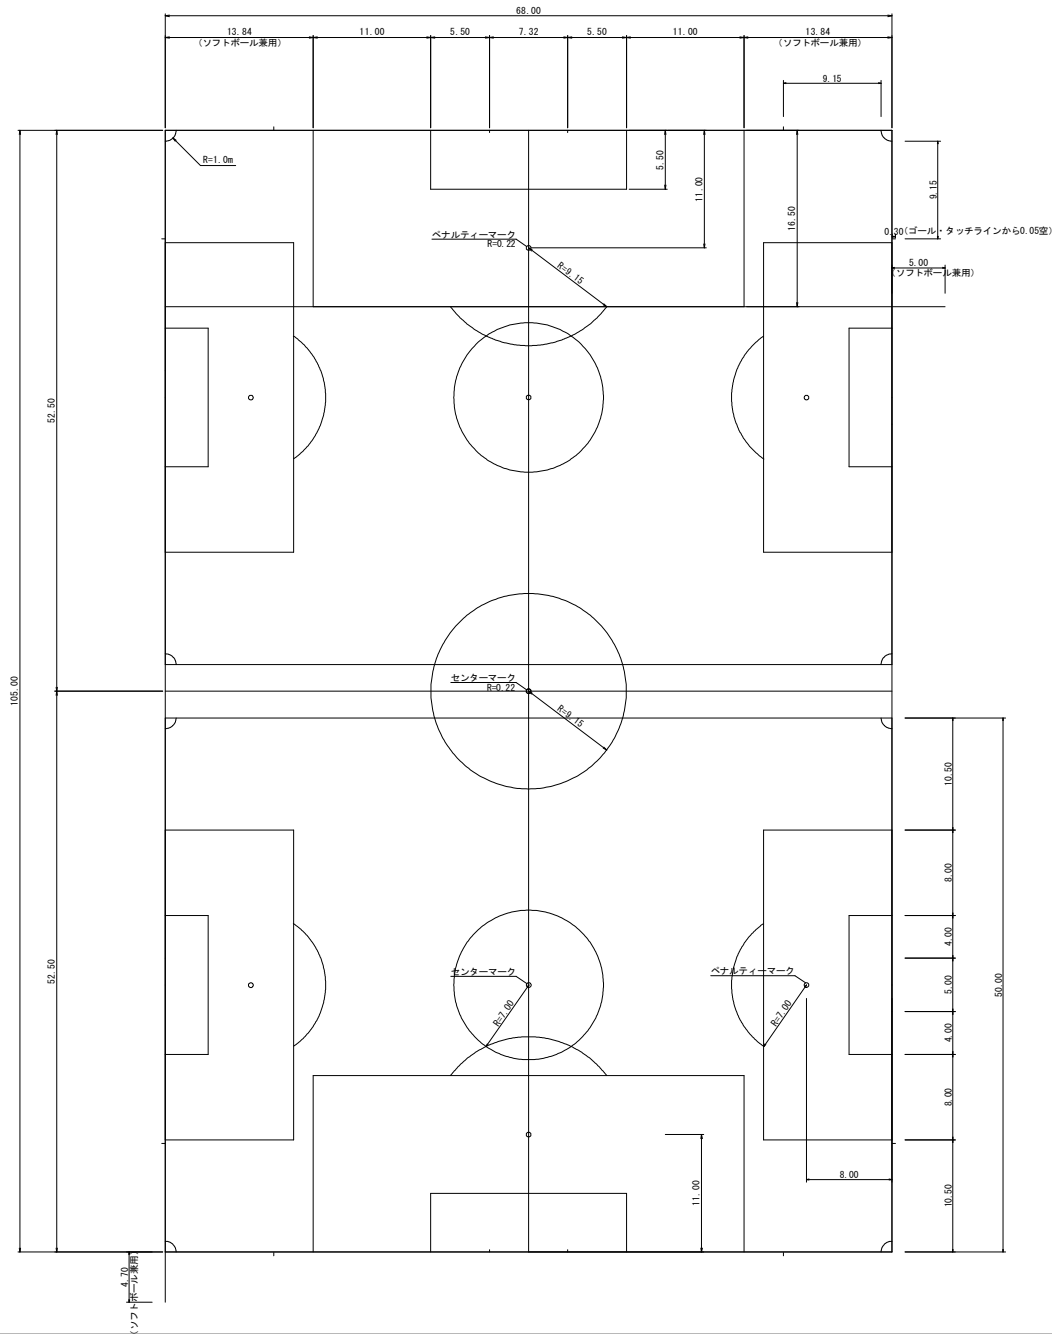 68.00
13.84
(ソフトボール兼用)
11.00
5.50
7.32
5.50
11.00
13.84
(ソフトボール兼用)
9.15
R=1.0m
5.50
11.00
16.50
9.15
ペナルティーマーク
R=0.22
R=9.15
0.30(ゴール・タッチラインから0.05空)
5.00
(ソフトボール兼用)
52.50
105.00
センターマーク
R=0.22
R=9.15
10.50
8.00
4.00
5.00
4.00
8.00
10.50
50.00
52.50
センターマーク
R=7.00
ペナルティーマーク
R=7.00
8.00
11.00
4.70
(ソフトボール兼用)